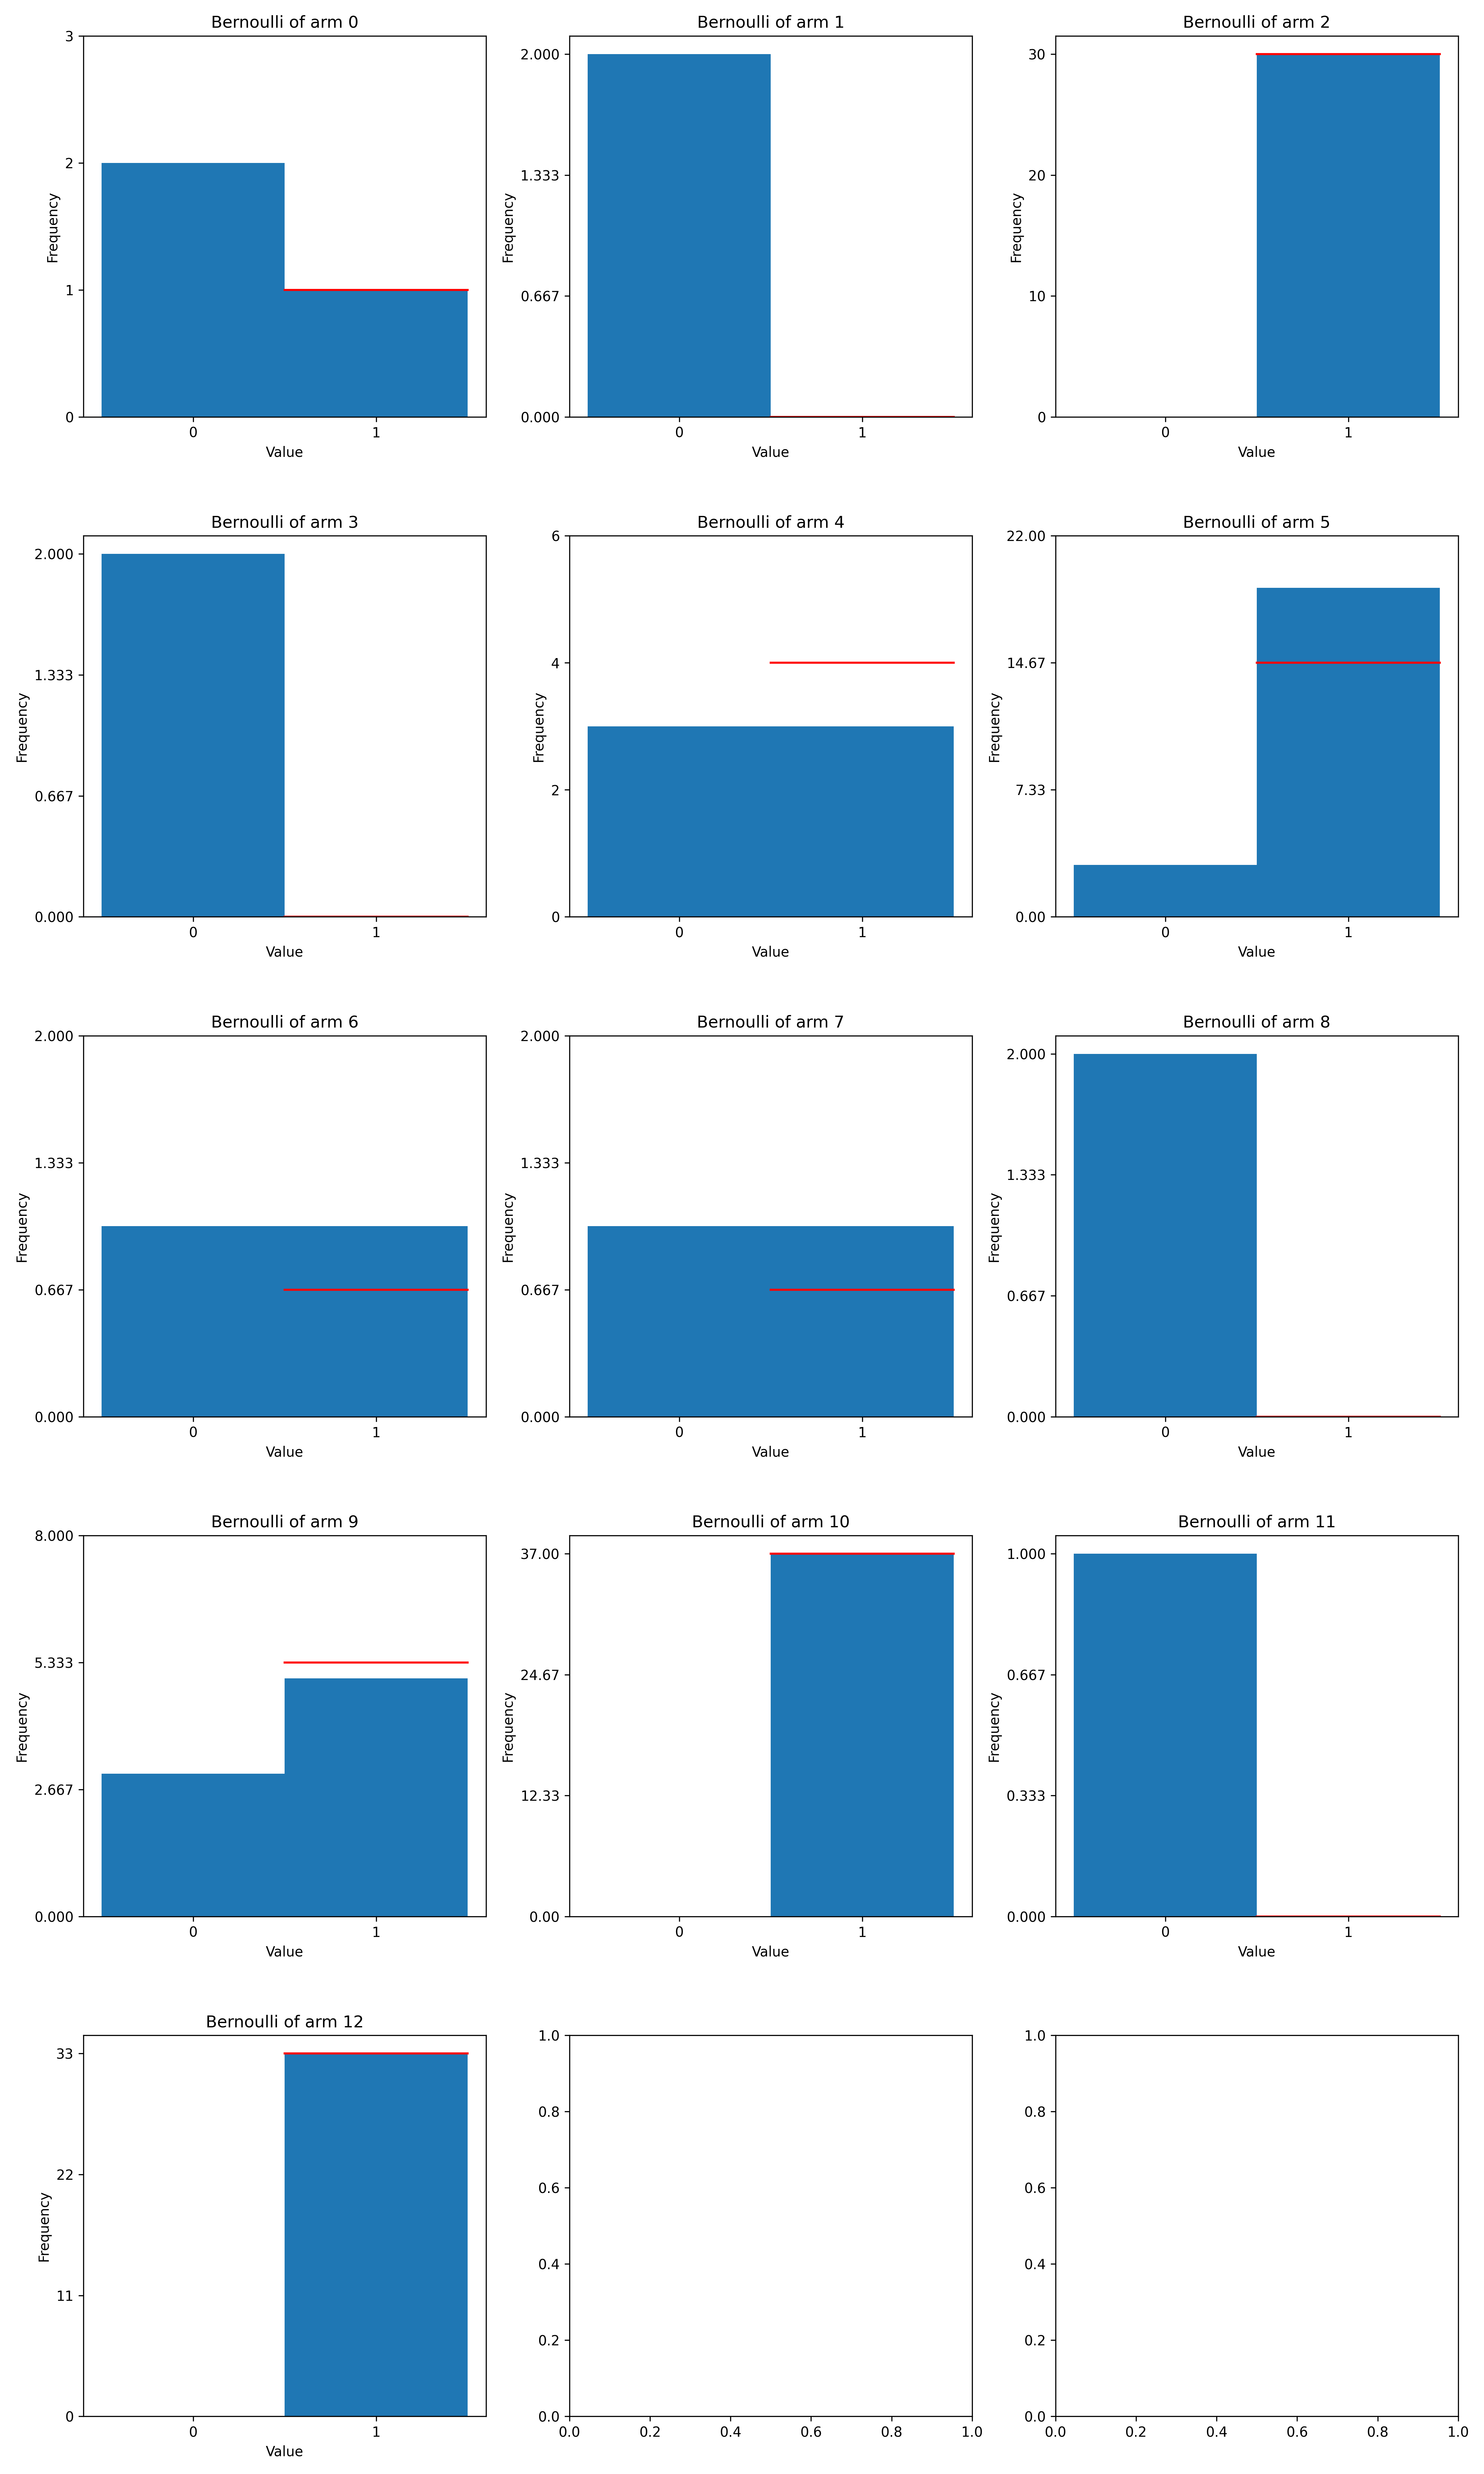 Bernoulli of arm 0
3
2
1
0
Frequency
0 1
Value
Bernoulli of arm 1
2.000
1.333
0.667
0.000
Frequency
0 1
Value
Bernoulli of arm 2
30
20
10
0
Frequency
0 1
Value
Bernoulli of arm 3
2.000
1.333
0.667
0.000
Frequency
0 1
Value
Bernoulli of arm 4
6
4
2
0
Frequency
0 1
Value
Bernoulli of arm 5
22.00
14.67
7.33
0.00
Frequency
0 1
Value
Bernoulli of arm 6
2.000
1.333
0.667
0.000
Frequency
0 1
Value
Bernoulli of arm 7
2.000
1.333
0.667
0.000
Frequency
0 1
Value
Bernoulli of arm 8
2.000
1.333
0.667
0.000
Frequency
0 1
Value
Bernoulli of arm 9
8.000
5.333
2.667
0.000
Frequency
0 1
Value
Bernoulli of arm 10
37.00
24.67
12.33
0.00
Frequency
0 1
Value
Bernoulli of arm 11
1.000
0.667
0.333
0.000
Frequency
0 1
Value
Bernoulli of arm 12
33
22
11
0
Frequency
0 1
Value
1.0
0.8
0.6
0.4
0.2
0.0
0.0 0.2 0.4 0.6 0.8 1.0
1.0
0.8
0.6
0.4
0.2
0.0
0.0 0.2 0.4 0.6 0.8 1.0